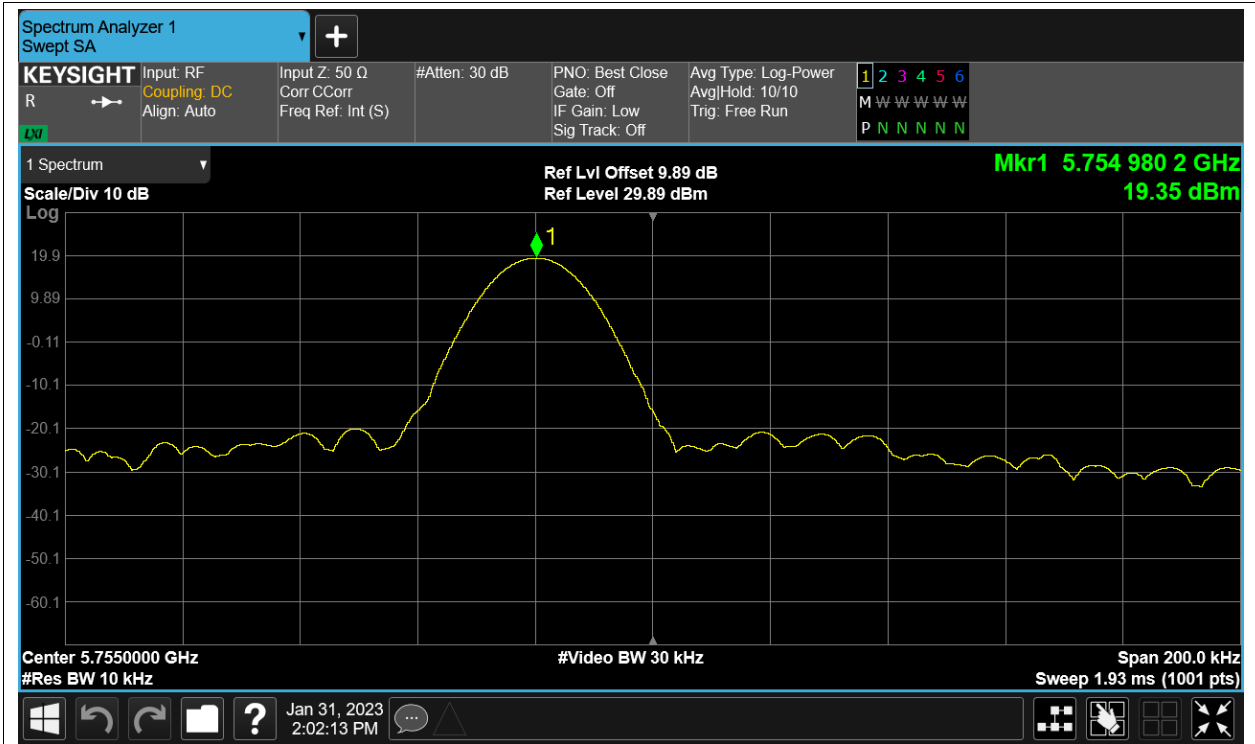 Spectrum Analyzer 1
Swept SA
+
KEYSIGHT
R
LXI
Input: RF
Coupling: DC
Align: Auto
Input Z: 50 Ω
Corr CCorr
Freq Ref: Int (S)
#Atten: 30 dB
PNO: Best Close
Gate: Off
IF Gain: Low
Sig Track: Off
Avg Type: Log-Power
Avg|Hold: 10/10
Trig: Free Run
1 2 3 4 5 6
M W W W W W
P N N N N N
1 Spectrum
Scale/Div 10 dB
Log
Ref Lvl Offset 9.89 dB
Ref Level 29.89 dBm
Mkr1 5.754 980 2 GHz
19.35 dBm
1
19.9
9.89
-0.11
-10.1
-20.1
-30.1
-40.1
-50.1
-60.1
Center 5.7550000 GHz
#Res BW 10 kHz
#Video BW 30 kHz
Span 200.0 kHz
Sweep 1.93 ms (1001 pts)
?
Jan 31, 2023
2:02:13 PM